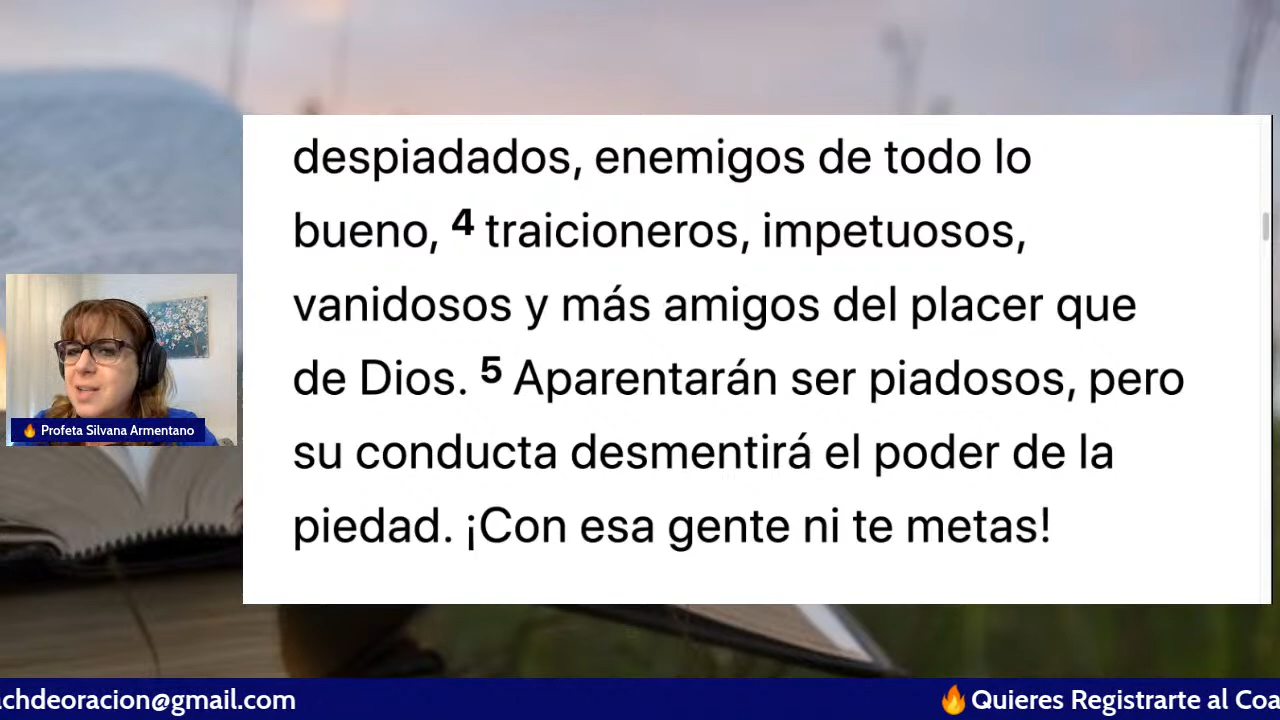 despiadados, enemigos de todo lo
bueno, 4 traicioneros, impetuosos,
vanidosos y más amigos del placer que
de Dios. 5 Aparentarán ser piadosos, pero
su conducta desmentirá el poder de la
piedad. ¡Con esa gente ni te metas!
🔥 Profeta Silvana Armentano
achdeoracion@gmail.com
🔥Quieres Registrarte al Coa